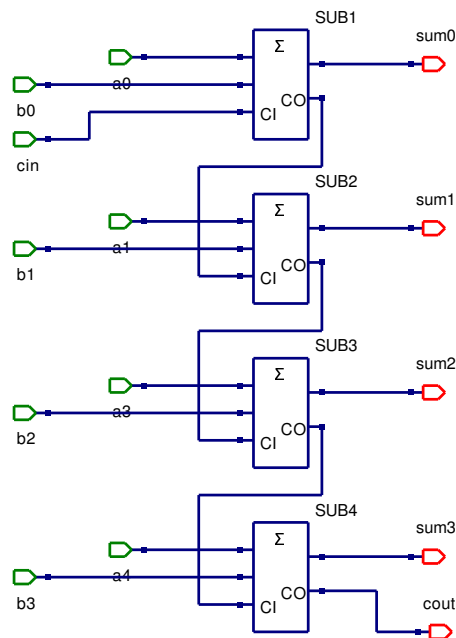 SUB1
sum0
Σ
a0
b0
CO
CI
cin
SUB2
sum1
Σ
a1
b1
CO
CI
SUB3
sum2
Σ
a3
b2
CO
CI
SUB4
sum3
Σ
a4
b3
CO
CI
cout